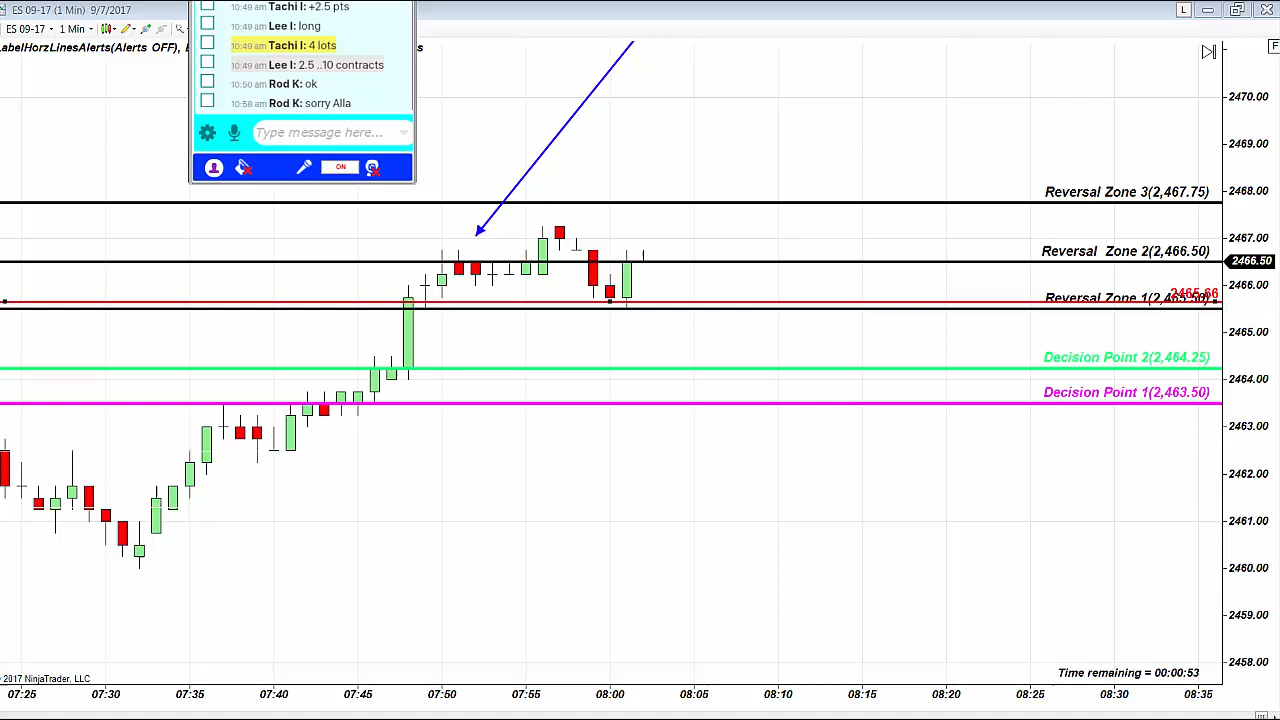 ES 09-17 (1 Min) 9/7/2017
L
ES 09-17
1 Min
F
abelHorzLinesAlerts(Alerts OFF),
s
10:49 am Tachi I: +2.5 pts
10:49 am Lee I: long
10:49 am Tachi I: 4 lots
10:49 am Lee I: 2.5 ..10 contracts
10:50 am Rod K: ok
10:58 am Rod K: sorry Alla
Type message here...
ON
2470.00
2469.00
2468.00
2467.00
2466.50
2466.00
2465.00
2464.00
2463.00
2462.00
2461.00
2460.00
2459.00
2458.00
Reversal Zone 3(2,467.75)
Reversal Zone 2(2,466.50)
Reversal Zone 1(2,465.50)
2465.66
Decision Point 2(2,464.25)
Decision Point 1(2,463.50)
Time remaining = 00:00:53
2017 NinjaTrader, LLC
07:25 07:30 07:35 07:40 07:45 07:50 07:55 08:00 08:05 08:10 08:15 08:20 08:25 08:30 08:35